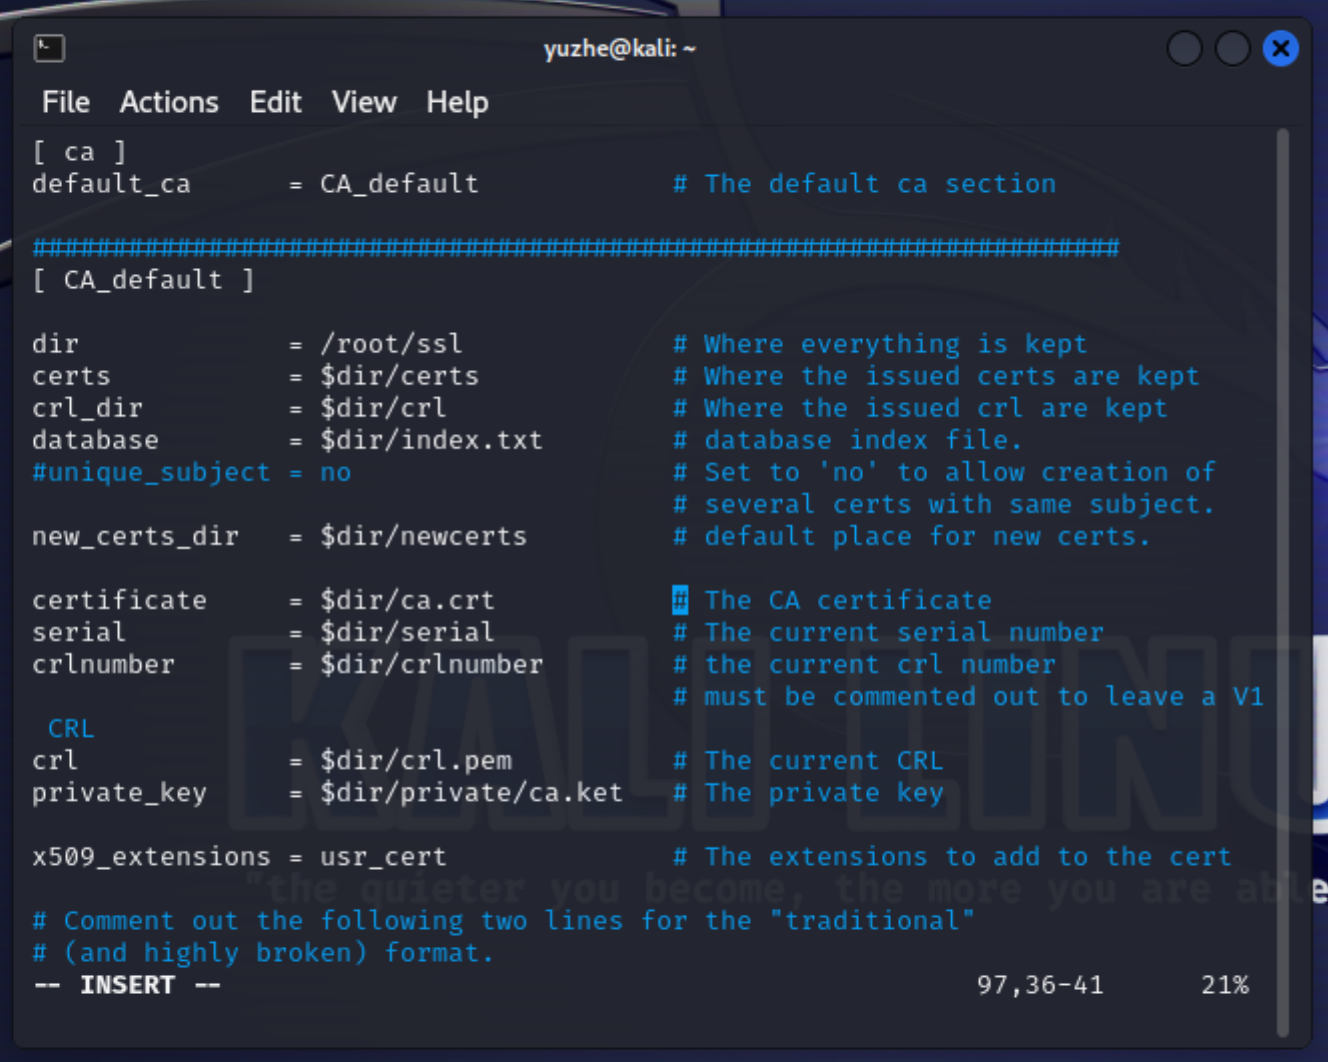 yuzhe@kali: ~
File Actions Edit View Help
[ ca ]
default_ca = CA_default # The default ca section
####################################################################
[ CA_default ]
dir = /root/ssl # Where everything is kept
certs = $dir/certs # Where the issued certs are kept
crl_dir = $dir/crl # Where the issued crl are kept
database = $dir/index.txt # database index file.
#unique_subject = no # Set to 'no' to allow creation of
# several certs with same subject.
new_certs_dir = $dir/newcerts # default place for new certs.
certificate = $dir/ca.crt # The CA certificate
serial = $dir/serial # The current serial number
crlnumber = $dir/crlnumber # the current crl number
# must be commented out to leave a V1
CRL
crl = $dir/crl.pem # The current CRL
private_key = $dir/private/ca.ket # The private key
x509_extensions = usr_cert # The extensions to add to the cert
"the quieter you become, the more you are able
# Comment out the following two lines for the "traditional"
# (and highly broken) format.
-- INSERT -- 97,36-41 21%
KALI LINU